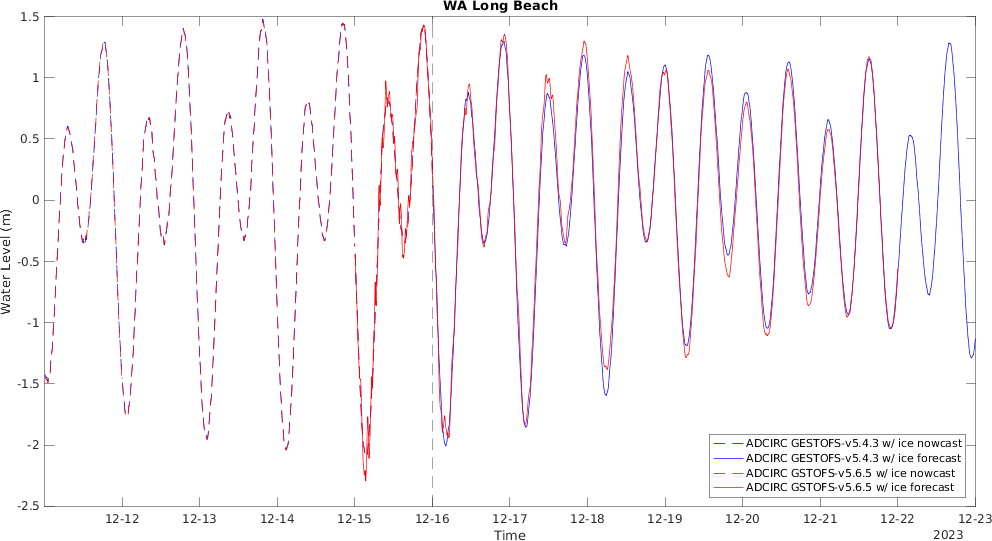 WA Long Beach
1.5
1
0.5
0
-0.5
-1
-1.5
-2
-2.5
Water Level (m)
ADCIRC GESTOFS-v5.4.3 w/ ice nowcast
ADCIRC GESTOFS-v5.4.3 w/ ice forecast
ADCIRC GSTOFS-v5.6.5 w/ ice nowcast
ADCIRC GSTOFS-v5.6.5 w/ ice forecast
12-12 12-13 12-14 12-15 12-16 12-17 12-18 12-19 12-20 12-21 12-22 12-23
Time
2023